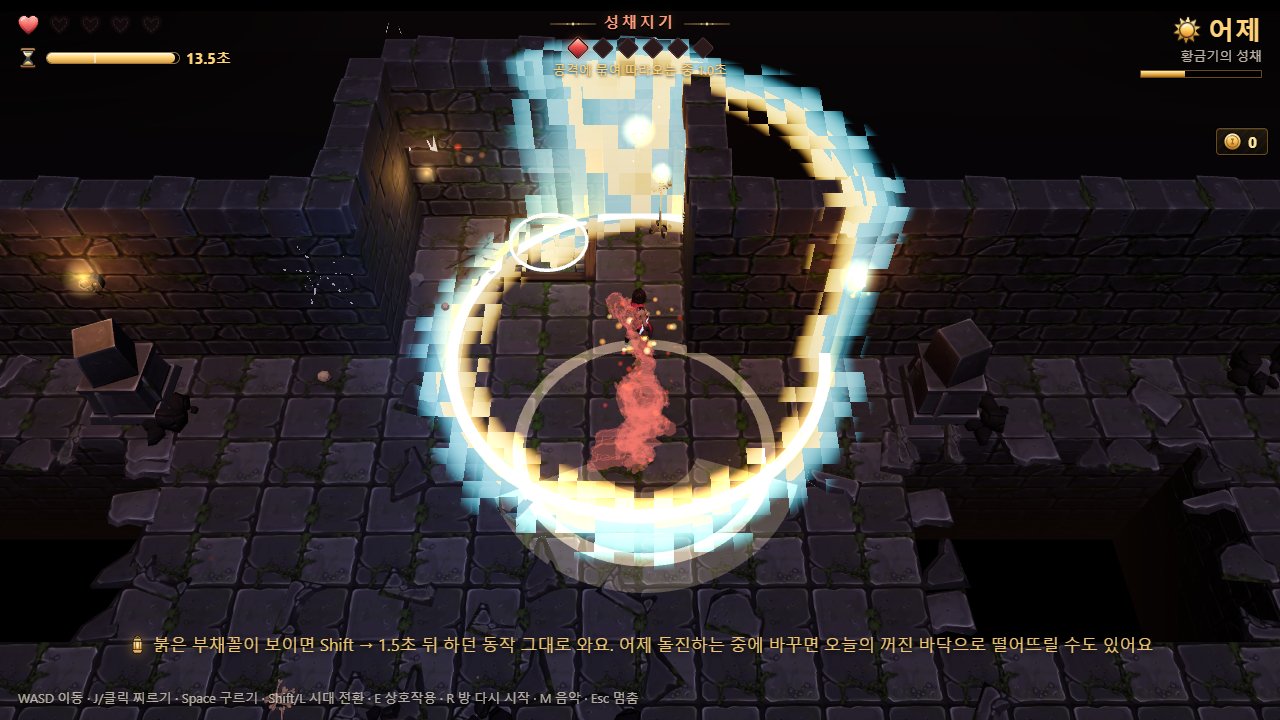 성채지기
어제
황금기의 성채
13.5초
공격에 묶여 따라오는 중 1.0초
0
붉은 부채꼴이 보이면 Shift → 1.5초 뒤 하던 동작 그대로 와요. 어제 돌진하는 중에 바꾸면 오늘의 꺼진 바닥으로 떨어뜨릴 수도 있어요
WASD 이동 · J/클릭 찌르기 · Space 구르기 · Shift/L 시대 전환 · E 상호작용 · R 방 다시 시작 · M 음악 · Esc 멈춤